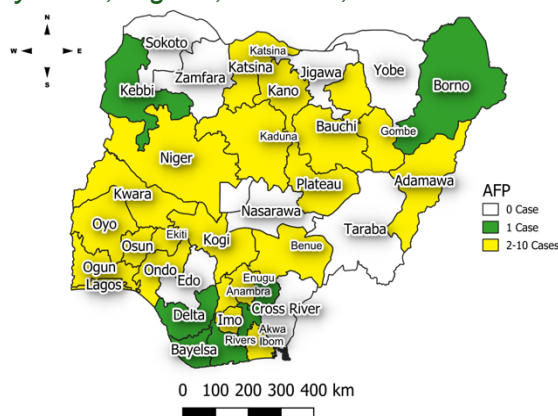 N
W
E
S
Sokoto
Katsina
Katsina
Zamfara
Jigawa
Yobe
Borno
Kebbi
Kano
Kaduna
Bauchi
Gombe
Niger
Plateau
Adamawa
AFP
0 Case
1 Case
2-10 Cases
Kwara
Nasarawa
Taraba
Oyo
Osun
Ekiti
Kogi
Benue
Ogun
Ondo
Edo
Lagos
Enugu
Anambra
Cross River
Delta
Imo
Akwa
Ibom
Rivers
Bayelsa
0 100 200 300 400 km